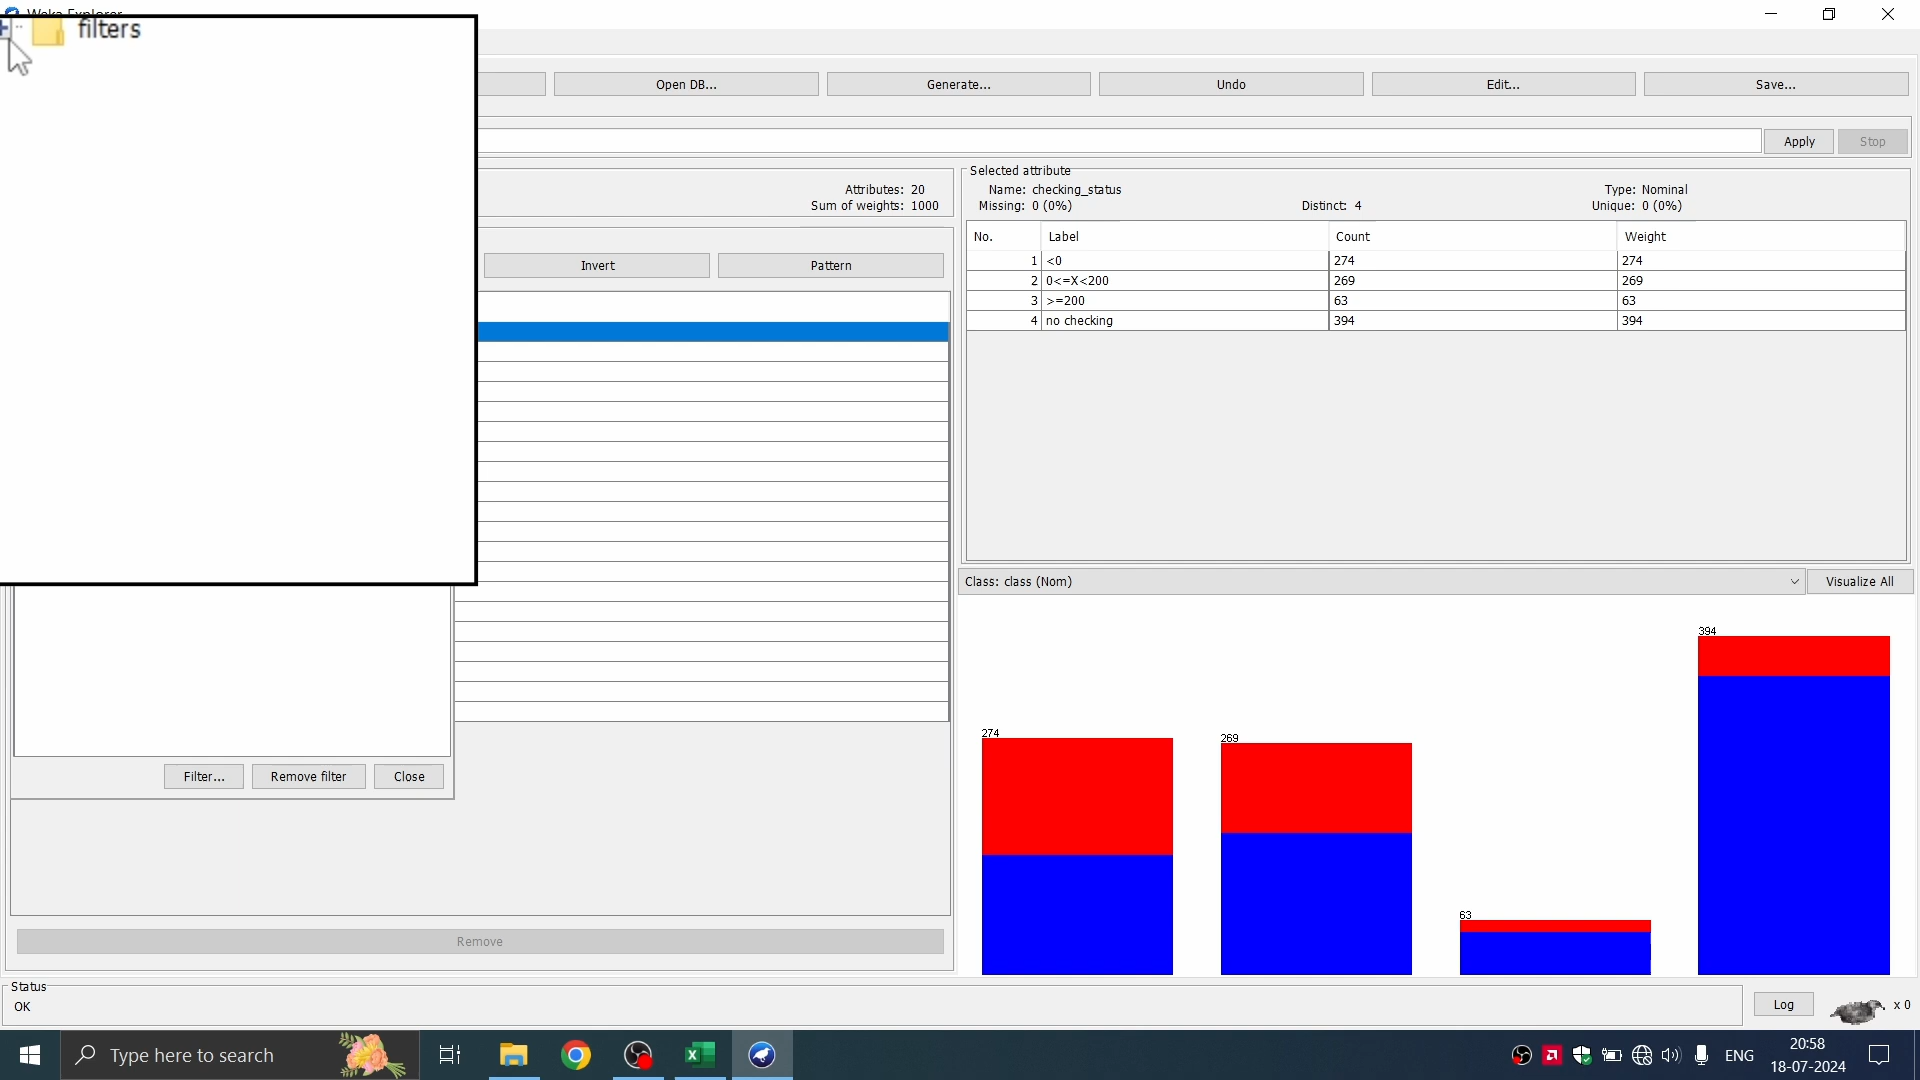 filters
Open DB...
Generate...
Undo
Edit...
Save...
Apply
Stop
Attributes: 20
Sum of weights: 1000
Selected attribute
Name: checking_status
Type: Nominal
Missing: 0 (0%)
Distinct: 4
Unique: 0 (0%)
No. Label Count Weight
1 <0 274 274
2 0<=X<200 269 269
3 >=200 63 63
4 no checking 394 394
Invert
Pattern
Class: class (Nom)
Visualize All
394
274
269
63
Filter...
Remove filter
Close
Remove
Status
OK
Log
x 0
Type here to search
ENG
20:58
18-07-2024